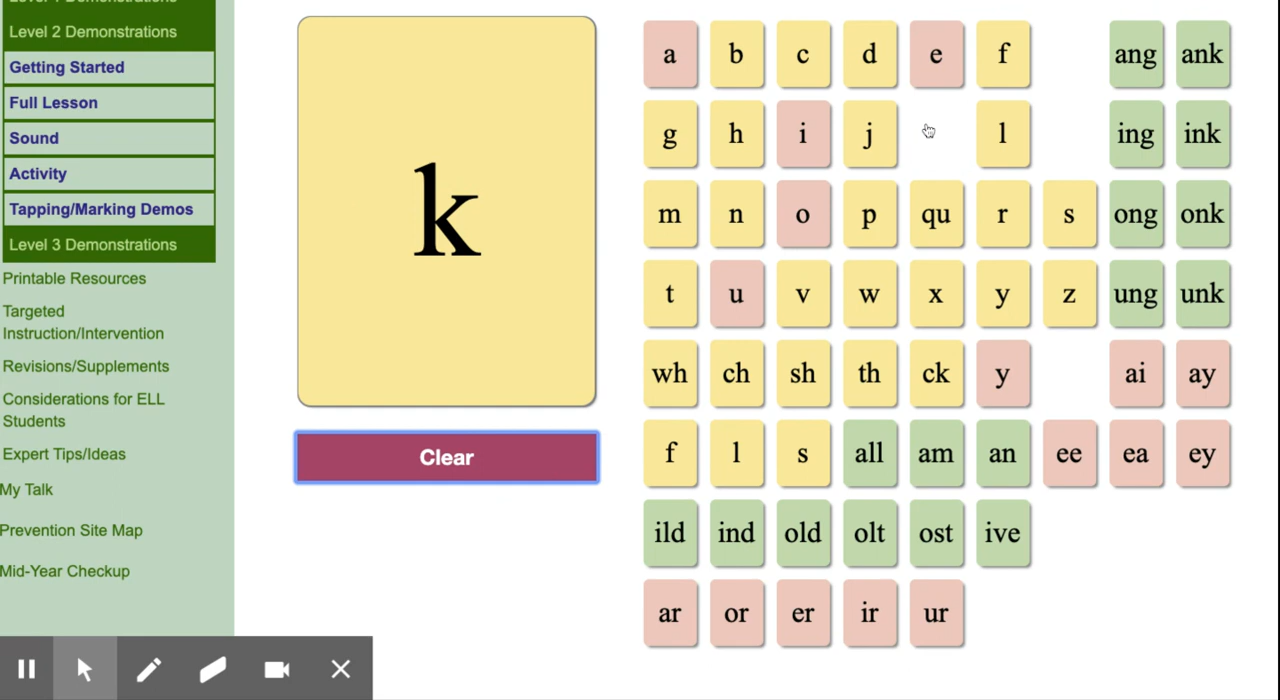 Level 1 Demonstrations
Level 2 Demonstrations
Getting Started
Full Lesson
Sound
Activity
Tapping/Marking Demos
Level 3 Demonstrations
Printable Resources
Targeted
Instruction/Intervention
Revisions/Supplements
Considerations for ELL
Students
Expert Tips/Ideas
My Talk
Prevention Site Map
Mid-Year Checkup
k
Clear
a b c d e f ang ank
g h i j l ing ink
m n o p qu r s ong onk
t u v w x y z ung unk
wh ch sh th ck y ai ay
f l s all am an ee ea ey
ild ind old olt ost ive
ar or er ir ur